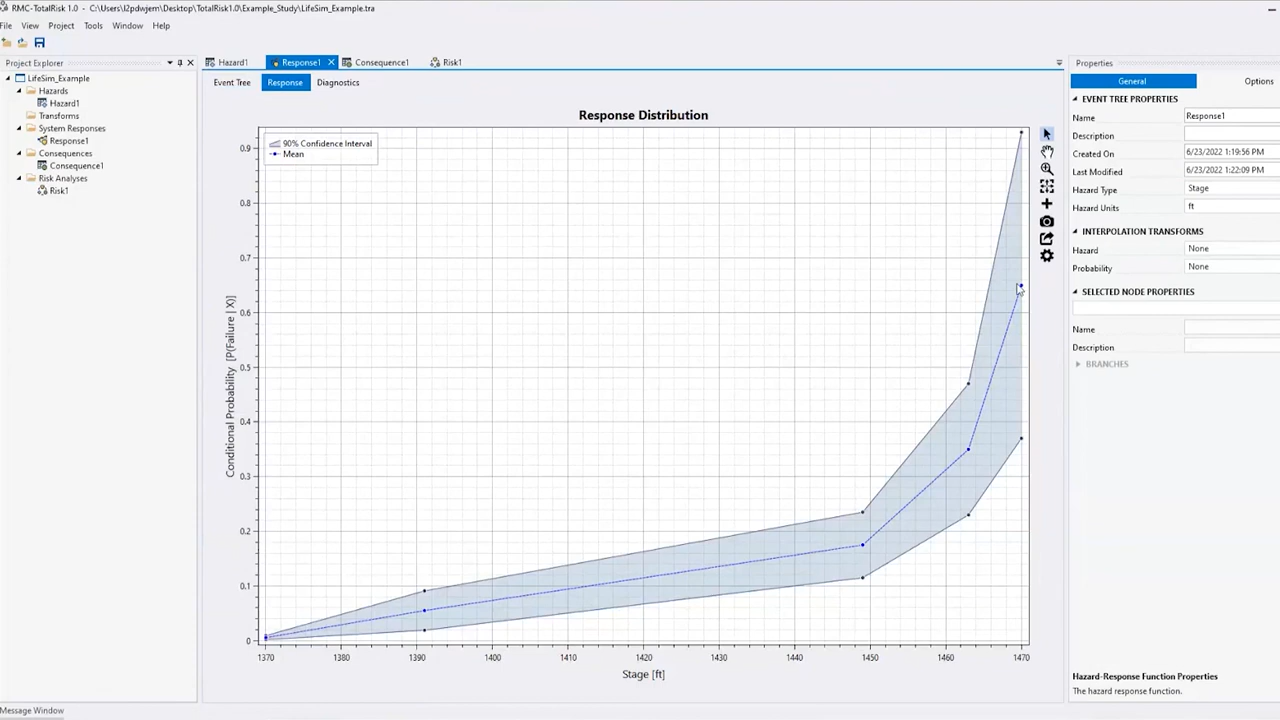 RMC-TotalRisk 1.0 - C:\Users\l2pdwjem\Desktop\TotalRisk1.0\Example_Study\LifeSim_Example.tra
File View Project Tools Window Help
Project Explorer
LifeSim_Example
Hazards
Hazard1
Transforms
System Responses
Response1
Consequences
Consequence1
Risk Analyses
Risk1
Message Window
Hazard1 Response1 Consequence1 Risk1
Event Tree Response Diagnostics
Response Distribution
90% Confidence Interval
Mean
Conditional Probability [P(Failure | X)]
0.9
0.8
0.7
0.6
0.5
0.4
0.3
0.2
0.1
0
1370 1380 1390 1400 1410 1420 1430 1440 1450 1460 1470
Stage [ft]
Properties
General Options
EVENT TREE PROPERTIES
Name Response1
Description
Created On 6/23/2022 1:19:56 PM
Last Modified 6/23/2022 1:22:09 PM
Hazard Type Stage
Hazard Units ft
INTERPOLATION TRANSFORMS
Hazard None
Probability None
SELECTED NODE PROPERTIES
Name
Description
BRANCHES
Hazard-Response Function Properties
The hazard response function.